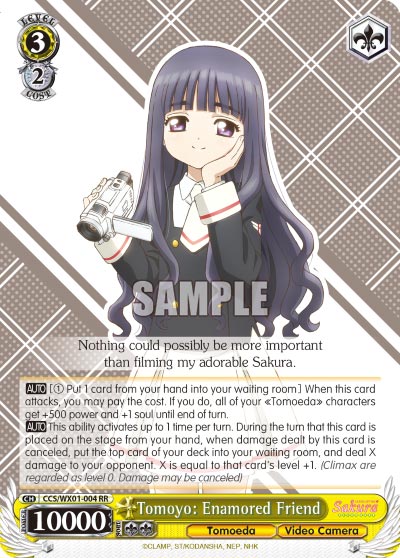 LEVEL
3
2
COST
SAMPLE
Nothing could possibly be more important
than filming my adorable Sakura.
AUTO [① Put 1 card from your hand into your waiting room] When this card
attacks, you may pay the cost. If you do, all of your «Tomoeda» characters
get +500 power and +1 soul until end of turn.
AUTO This ability activates up to 1 time per turn. During the turn that this card is
placed on the stage from your hand, when damage dealt by this card is
canceled, put the top card of your deck into your waiting room, and deal X
damage to your opponent. X is equal to that card's level +1. (Climax are
regarded as level 0. Damage may be canceled)
CH CCS/WX01-004 RR
POWER 10000 SOUL Tomoyo: Enamored Friend Sakura
Tomoeda Video Camera
©CLAMP, ST/KODANSHA, NEP, NHK